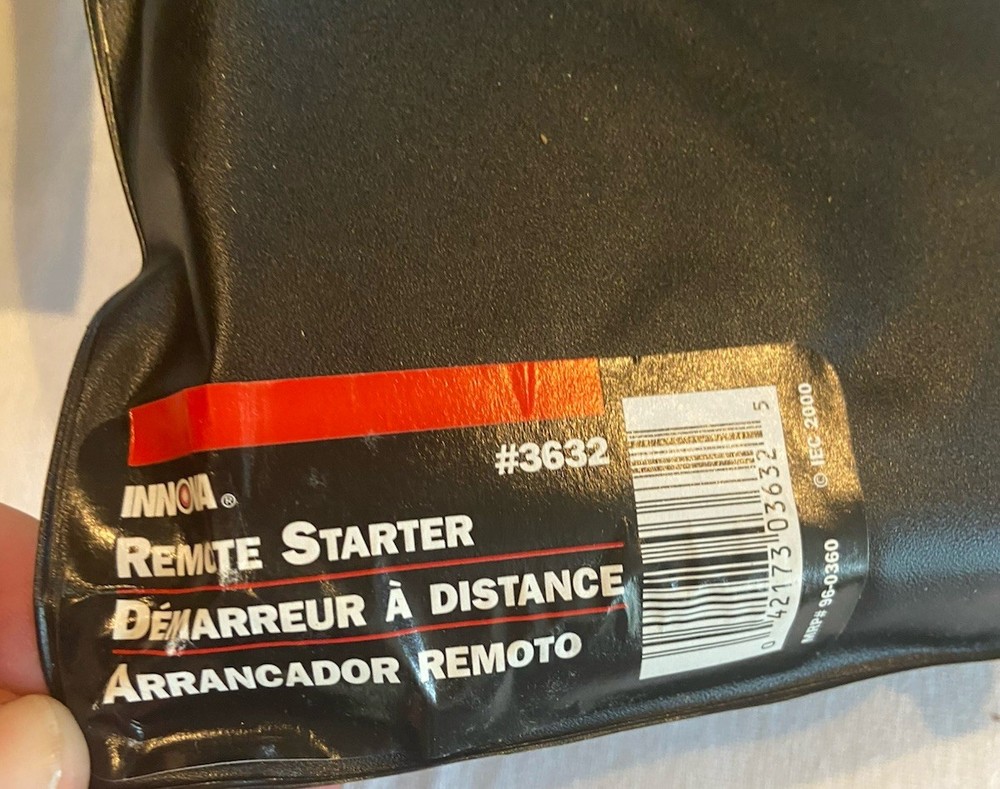 #3632
INNOVA®
REMOTE STARTER
DÉMARREUR À DISTANCE
ARRANCADOR REMOTO
0 42173 03632 5
© IEC 2000
MRP# 96-0360